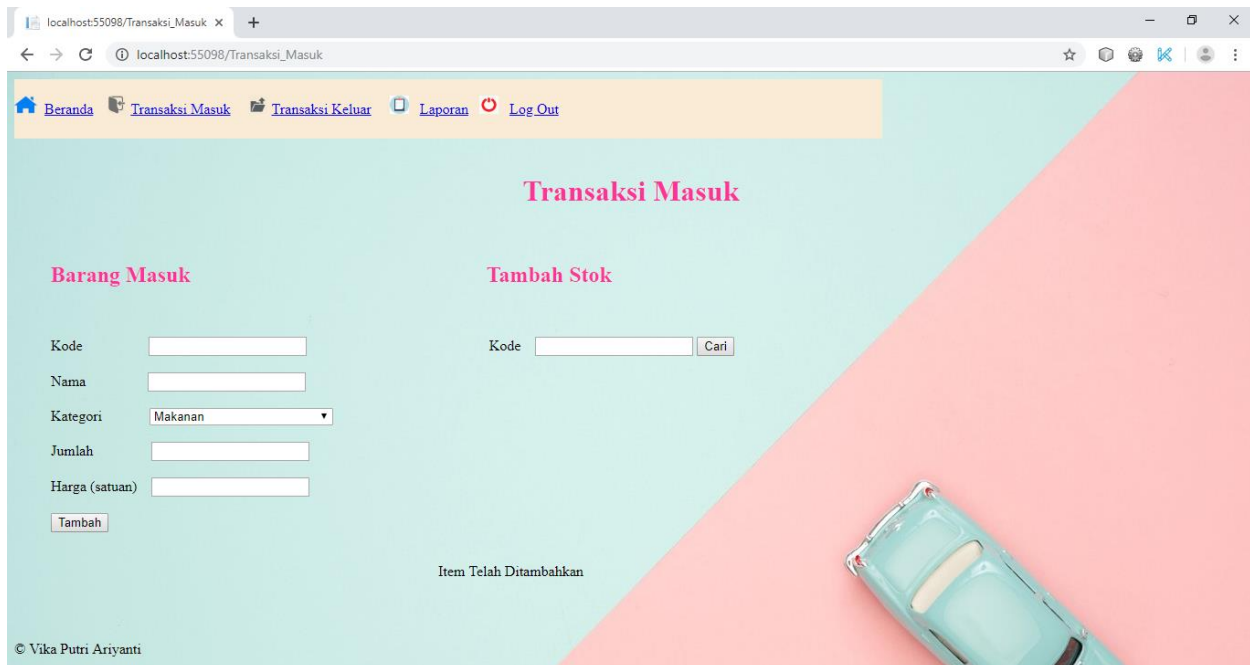 localhost:55098/Transaksi_Masuk
localhost:55098/Transaksi_Masuk
Beranda Transaksi Masuk Transaksi Keluar Laporan Log Out
Transaksi Masuk
Barang Masuk
Tambah Stok
Kode
Kode Cari
Nama
Kategori Makanan
Jumlah
Harga (satuan)
Tambah
Item Telah Ditambahkan
© Vika Putri Ariyanti